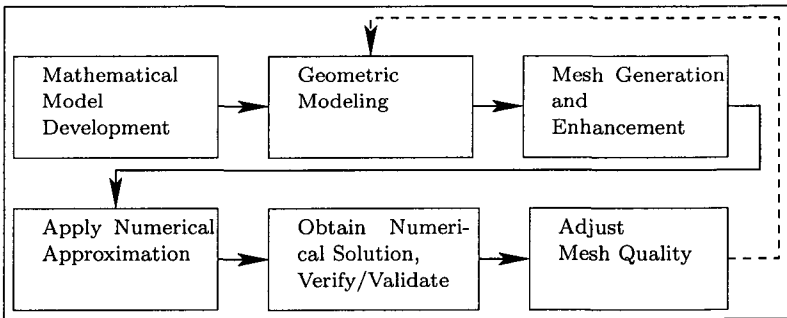 Mathematical
Model
Development
Geometric
Modeling
Mesh Generation
and
Enhancement
Apply Numerical
Approximation
Obtain Numeri-
cal Solution,
Verify/Validate
Adjust
Mesh Quality